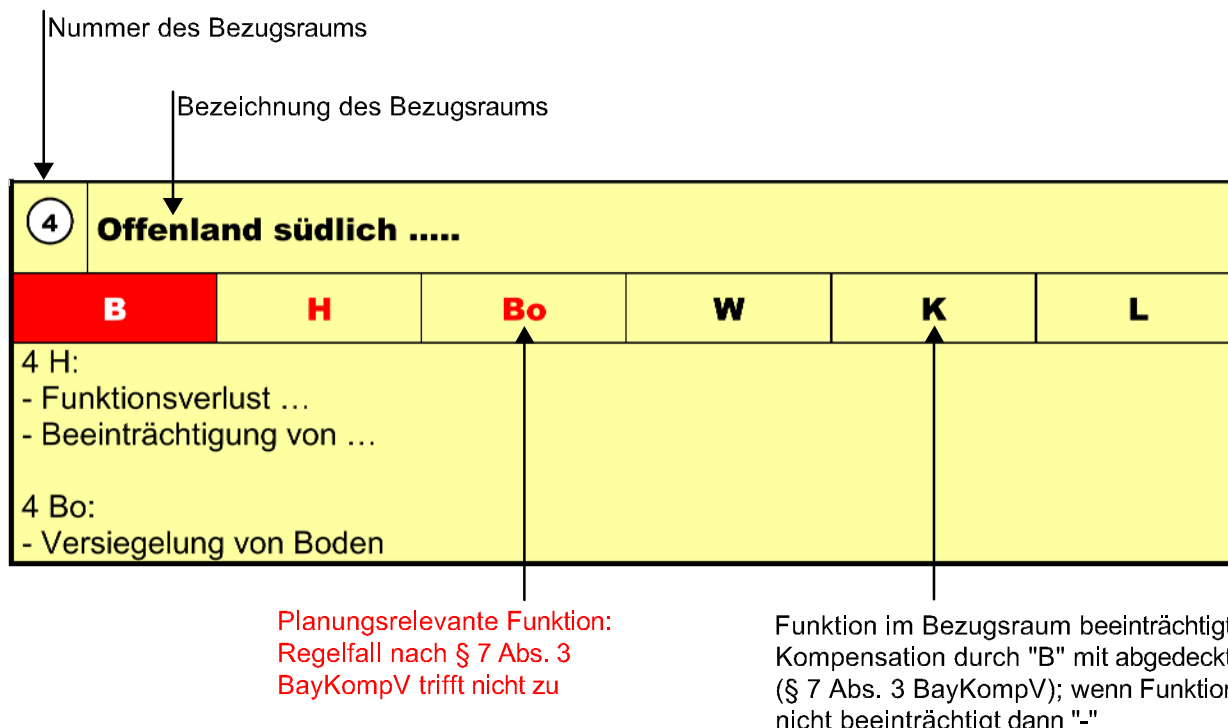 Nummer des Bezugsraums
Bezeichnung des Bezugsraums
4 Offenland südlich .....
B H Bo W K L
4 H:
- Funktionsverlust …
- Beeinträchtigung von …
4 Bo:
- Versiegelung von Boden
Planungsrelevante Funktion:
Regelfall nach § 7 Abs. 3
BayKompV trifft nicht zu
Funktion im Bezugsraum beeinträchtigt
Kompensation durch "B" mit abgedeckt
(§ 7 Abs. 3 BayKompV); wenn Funktion
nicht beeinträchtigt dann "-"